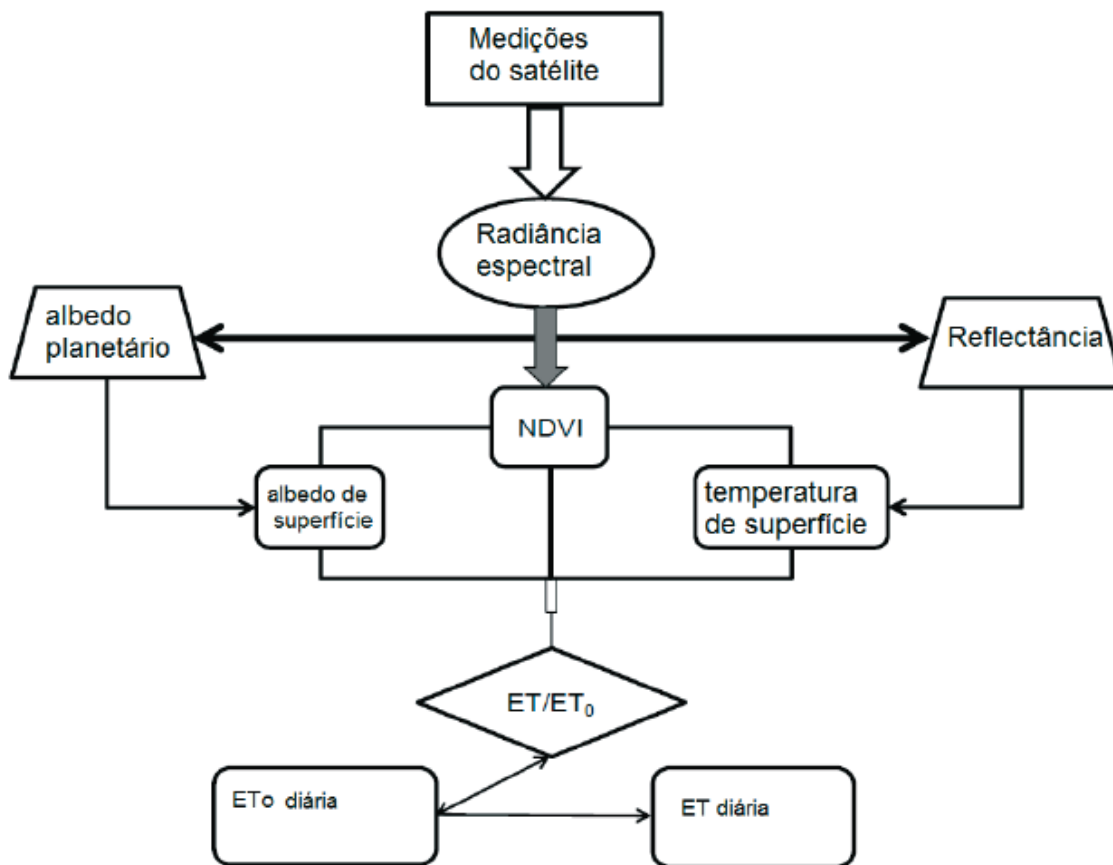 Medições
do satélite
Radiância
espectral
albedo
planetário
Reflectância
NDVI
albedo de
superfície
temperatura
de superfície
ET/ET₀
ETo diária
ET diária